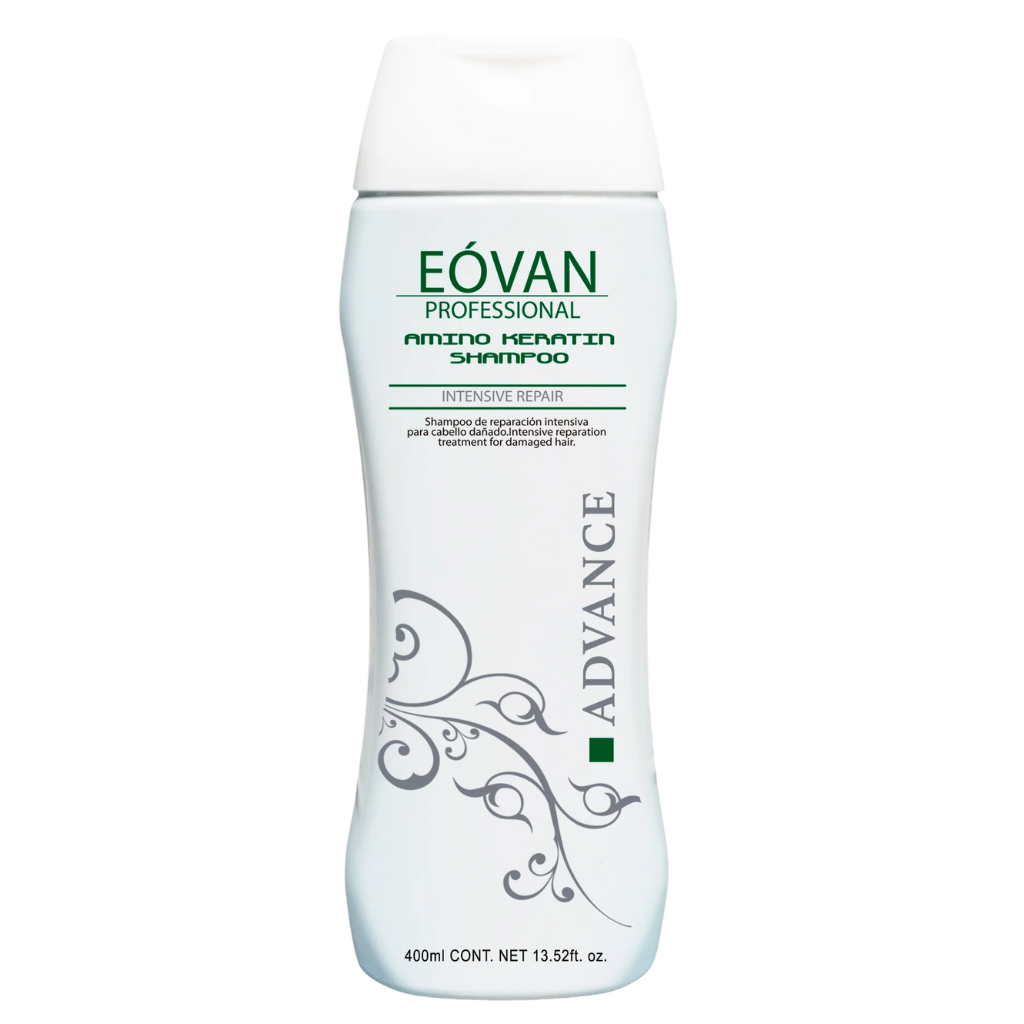 EÓVAN
PROFESSIONAL
AMINO KERATIN
SHAMPOO
INTENSIVE REPAIR
Shampoo de reparación intensiva
para cabello dañado.Intensive reparation
treatment for damaged hair.
ADVANCE
400ml CONT. NET 13.52ft. oz.